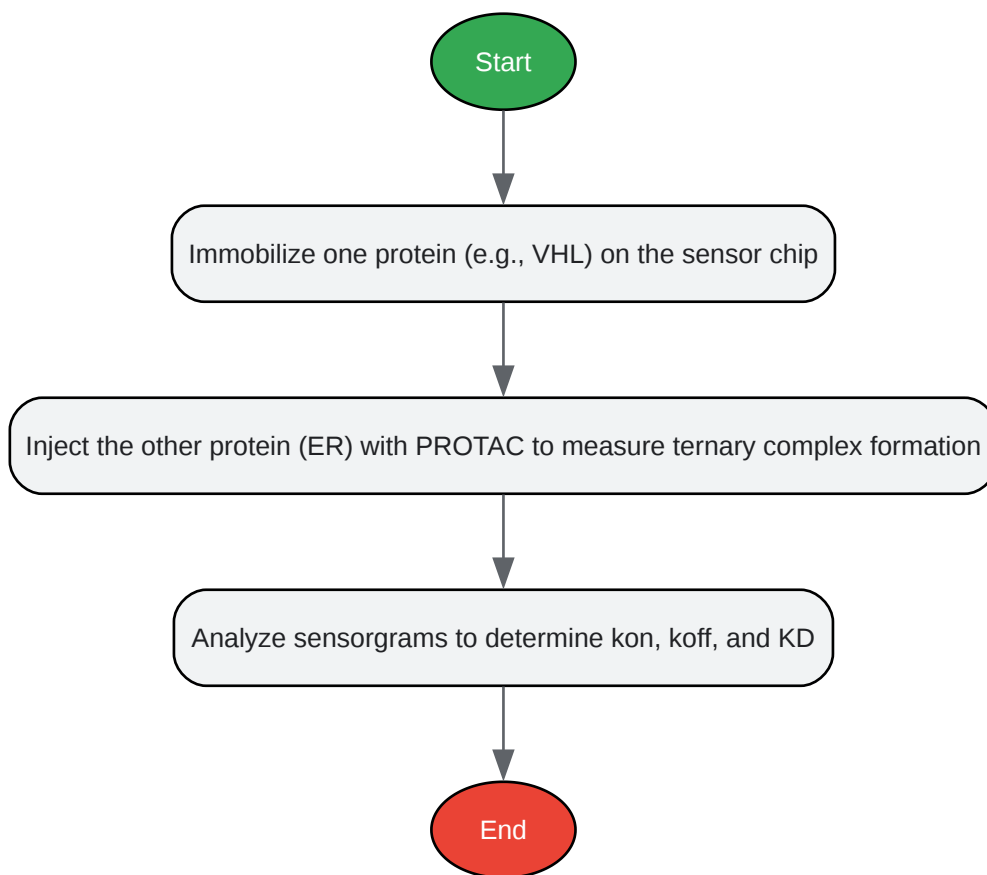 Start
Immobilize one protein (e.g., VHL) on the sensor chip
Inject the other protein (ER) with PROTAC to measure ternary complex formation
Analyze sensorgrams to determine kon, koff, and KD
End